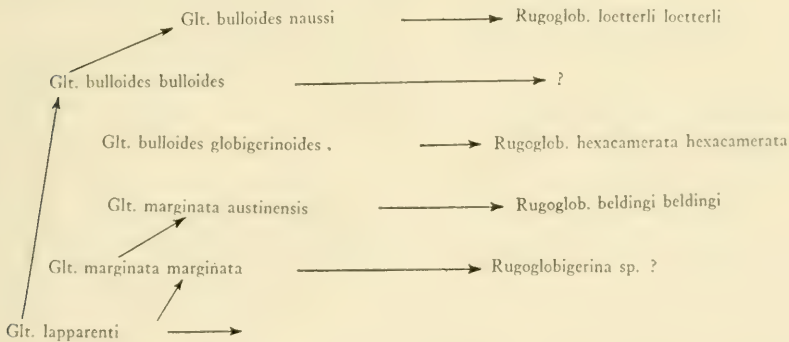 Glt. bulloides naussi Rugoglob. loetterli loetterli
Glt. bulloides bulloides ?
Glt. bulloides globigerinoides . Rugoglob. hexacamerata hexacamerata
Glt. marginata austinensis Rugoglob. beldingi beldingi
Glt. marginata marginata Rugoglobigerina sp. ?
Glt. lapparenti